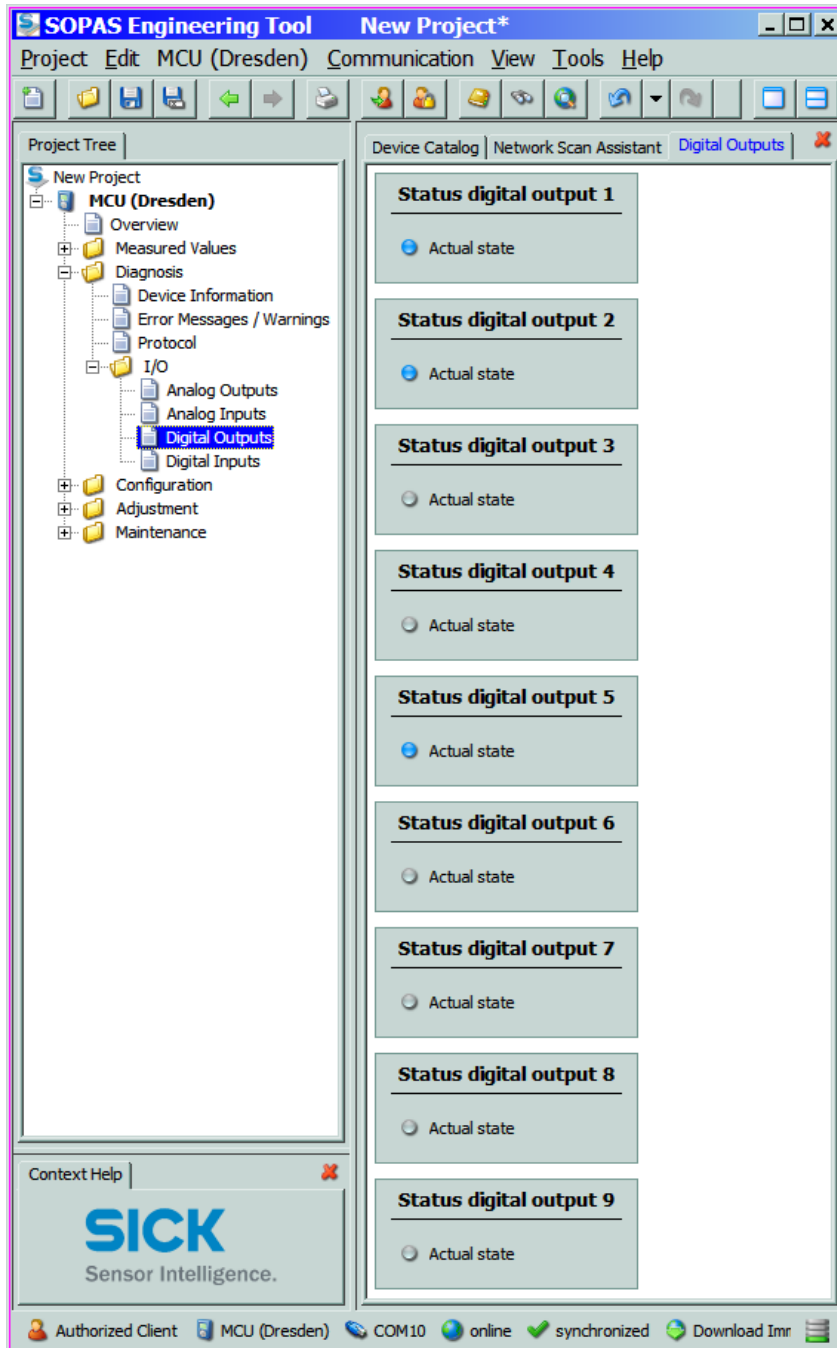 SOPAS Engineering Tool New Project*
Project Edit MCU (Dresden) Communication View Tools Help
Project Tree
New Project
MCU (Dresden)
Overview
Measured Values
Diagnosis
Device Information
Error Messages / Warnings
Protocol
I/O
Analog Outputs
Analog Inputs
Digital Outputs
Digital Inputs
Configuration
Adjustment
Maintenance
Context Help
SICK
Sensor Intelligence.
Device Catalog Network Scan Assistant Digital Outputs
Status digital output 1
Actual state
Status digital output 2
Actual state
Status digital output 3
Actual state
Status digital output 4
Actual state
Status digital output 5
Actual state
Status digital output 6
Actual state
Status digital output 7
Actual state
Status digital output 8
Actual state
Status digital output 9
Actual state
Authorized Client MCU (Dresden) COM10 online synchronized Download Imr